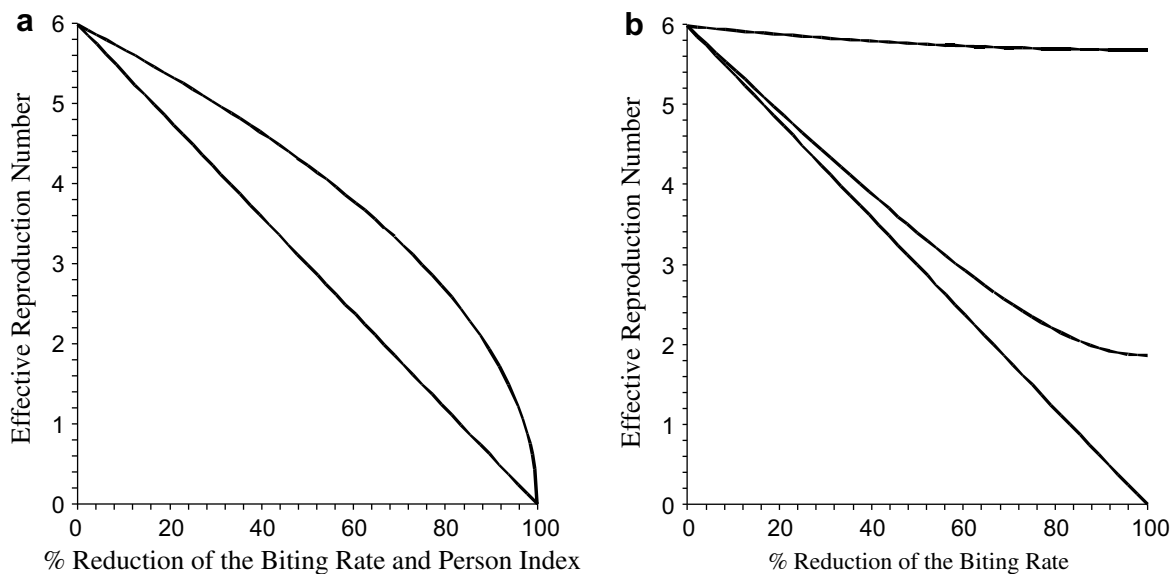 a
Effective Reproduction Number
6
5
4
3
2
1
0
0 20 40 60 80 100
% Reduction of the Biting Rate and Person Index
b
Effective Reproduction Number
6
5
4
3
2
1
0
0 20 40 60 80 100
% Reduction of the Biting Rate